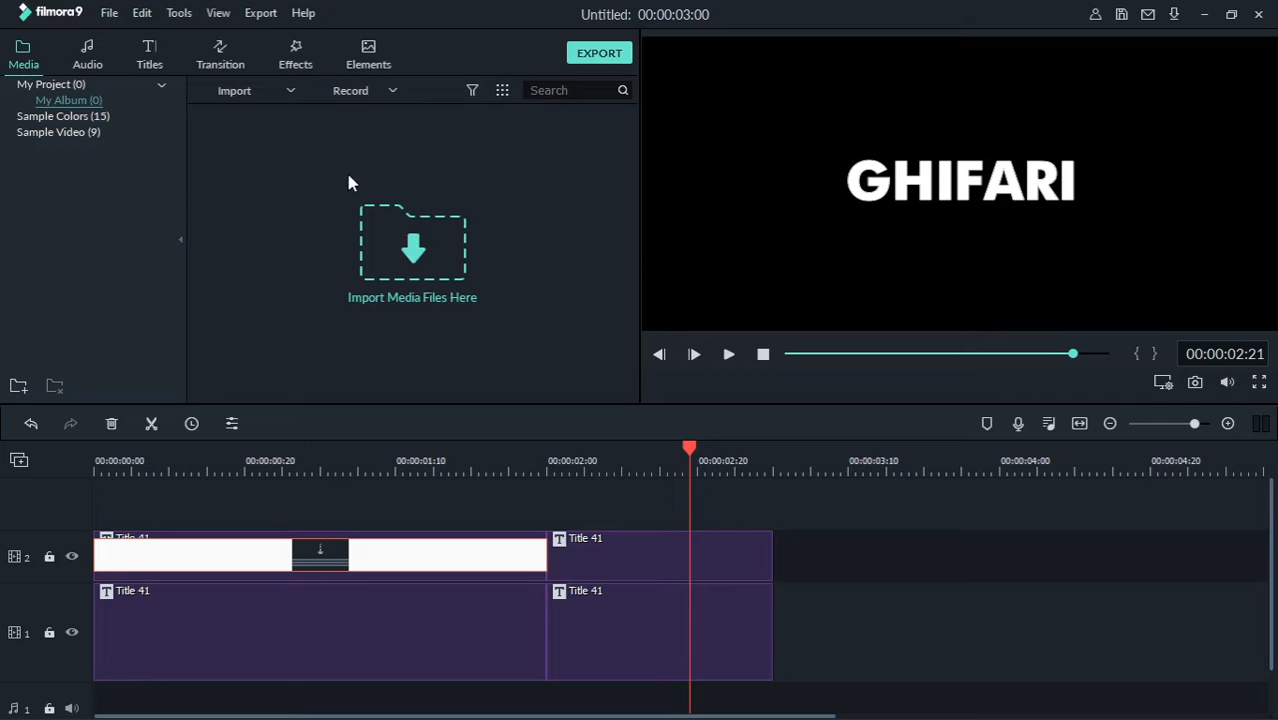 filmora9 File Edit Tools View Export Help Untitled: 00:00:03:00
Media Audio Titles Transition Effects Elements EXPORT
My Project (0)
My Album (0)
Sample Colors (15)
Sample Video (9)
Import Record Search
Import Media Files Here
GHIFARI
{ } 00:00:02:21
00:00:00:00 00:00:00:20 00:00:01:10 00:00:02:00 00:00:02:20 00:00:03:10 00:00:04:00 00:00:04:20
2 T Title 41 T Title 41
1 T Title 41 T Title 41
1